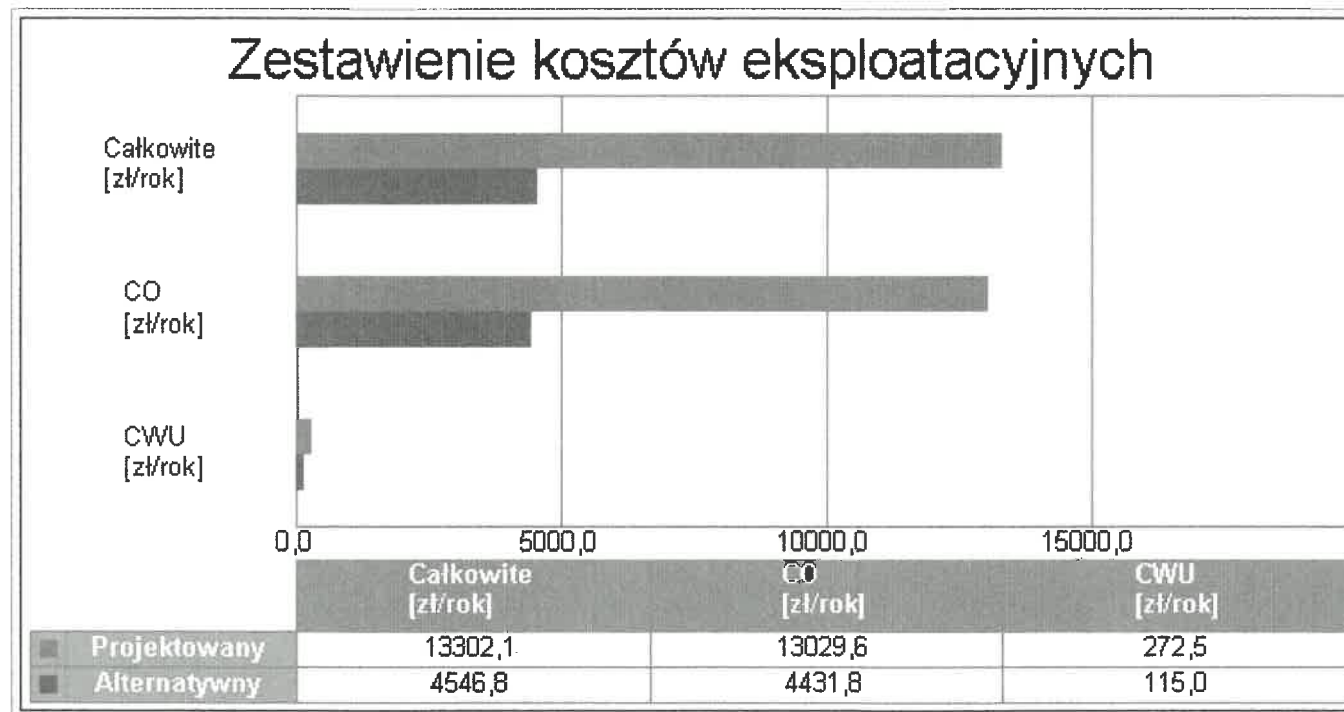 Zestawienie kosztów eksploatacyjnych
Całkowite
[zł/rok]
CO
[zł/rok]
CWU
[zł/rok]
0,0 5000,0 10000,0 15000,0
Całkowite CO CWU
[zł/rok] [zł/rok] [zł/rok]
Projektowany 13302,1 13029,6 272,5
Alternatywny 4546,8 4431,8 115,0